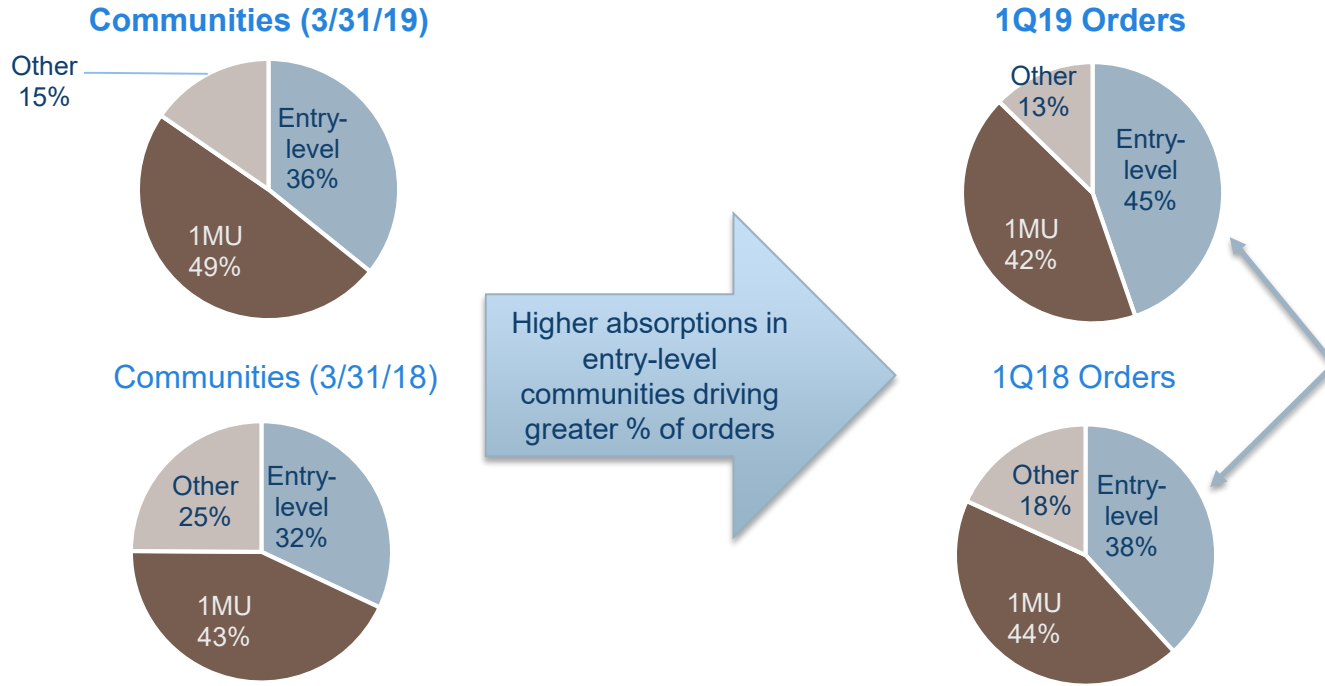 Communities (3/31/19)
Other
15%
Entry-
level
36%
1MU
49%
Communities (3/31/18)
Other
25%
Entry-
level
32%
1MU
43%
Higher absorptions in
entry-level
communities driving
greater % of orders
1Q19 Orders
Other
13%
Entry-
level
45%
1MU
42%
1Q18 Orders
Other
18%
Entry-
level
38%
1MU
44%